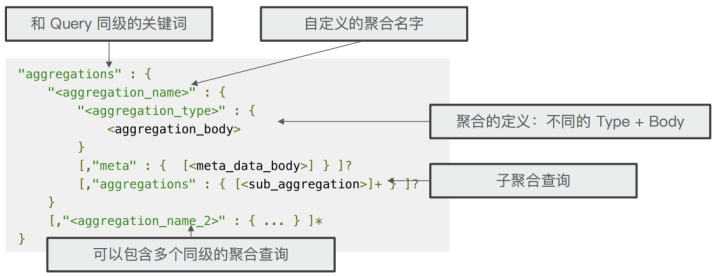 和 Query 同级的关键词
自定义的聚合名字
"aggregations" : {
"<aggregation_name>" : {
"<aggregation_type>" : {
<aggregation_body>
}
聚合的定义：不同的 Type + Body
[,"meta" : {  [<meta_data_body>] } ]?
[,"aggregations" : { [<sub_aggregation>]+ } ]?
子聚合查询
}
[,"<aggregation_name_2>" : { ... } ]*
}
可以包含多个同级的聚合查询